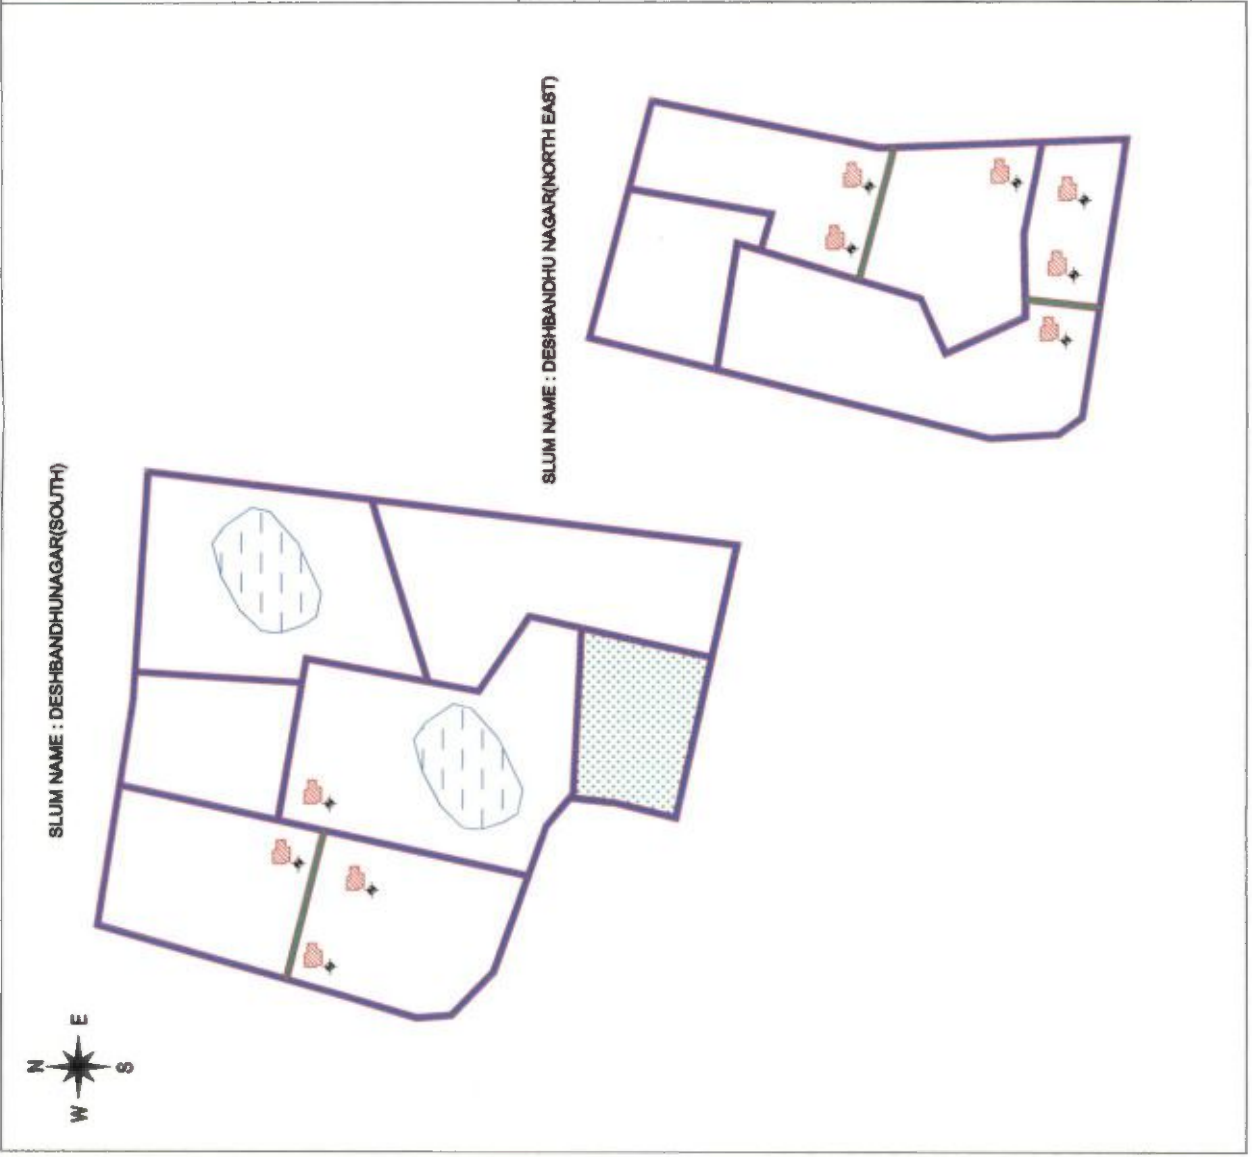 SLUM NAME : DESHBANDHUNAGAR(SOUTH)
SLUM NAME : DESHBANDHU NAGAR(NORTH EAST)
N
W
E
S